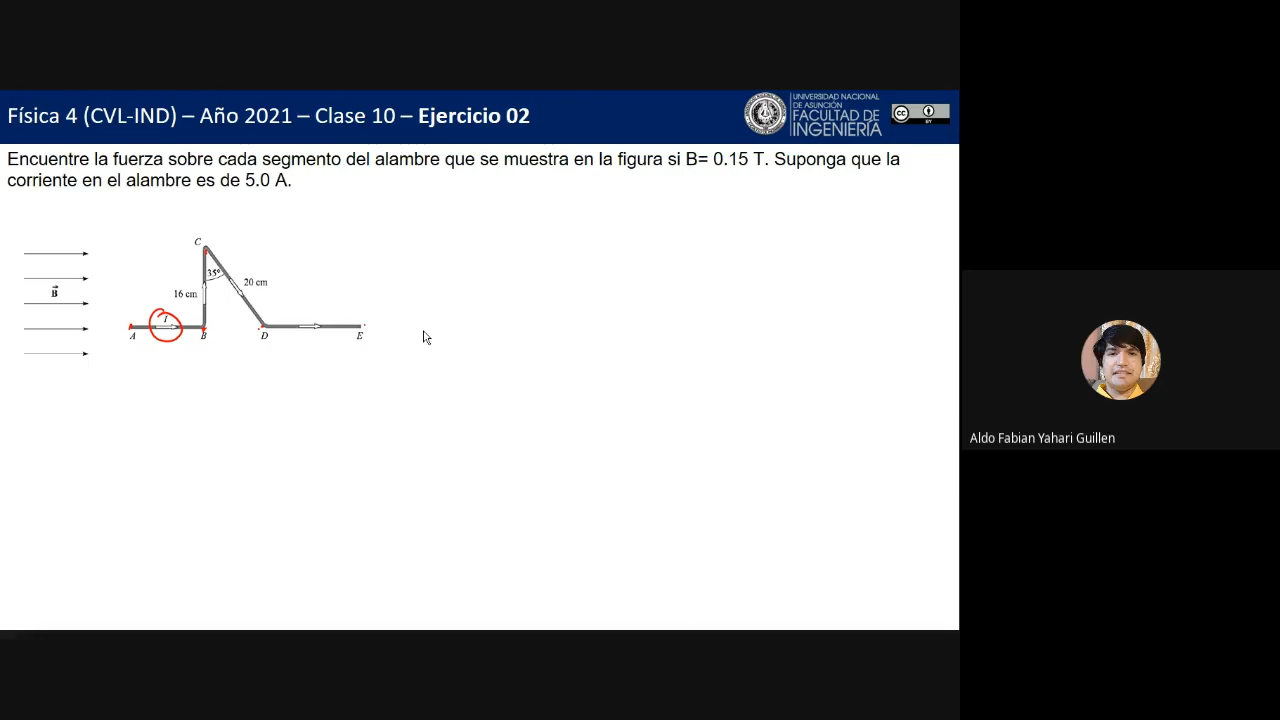 Física 4 (CVL-IND) – Año 2021 – Clase 10 – Ejercicio 02
UNIVERSIDAD NACIONAL
DE ASUNCIÓN
FACULTAD DE
INGENIERÍA
cc
BY
Encuentre la fuerza sobre cada segmento del alambre que se muestra en la figura si B= 0.15 T. Suponga que la
corriente en el alambre es de 5.0 A.
C
35°
20 cm
16 cm
B
I
A
B
D
E
Aldo Fabian Yahari Guillen